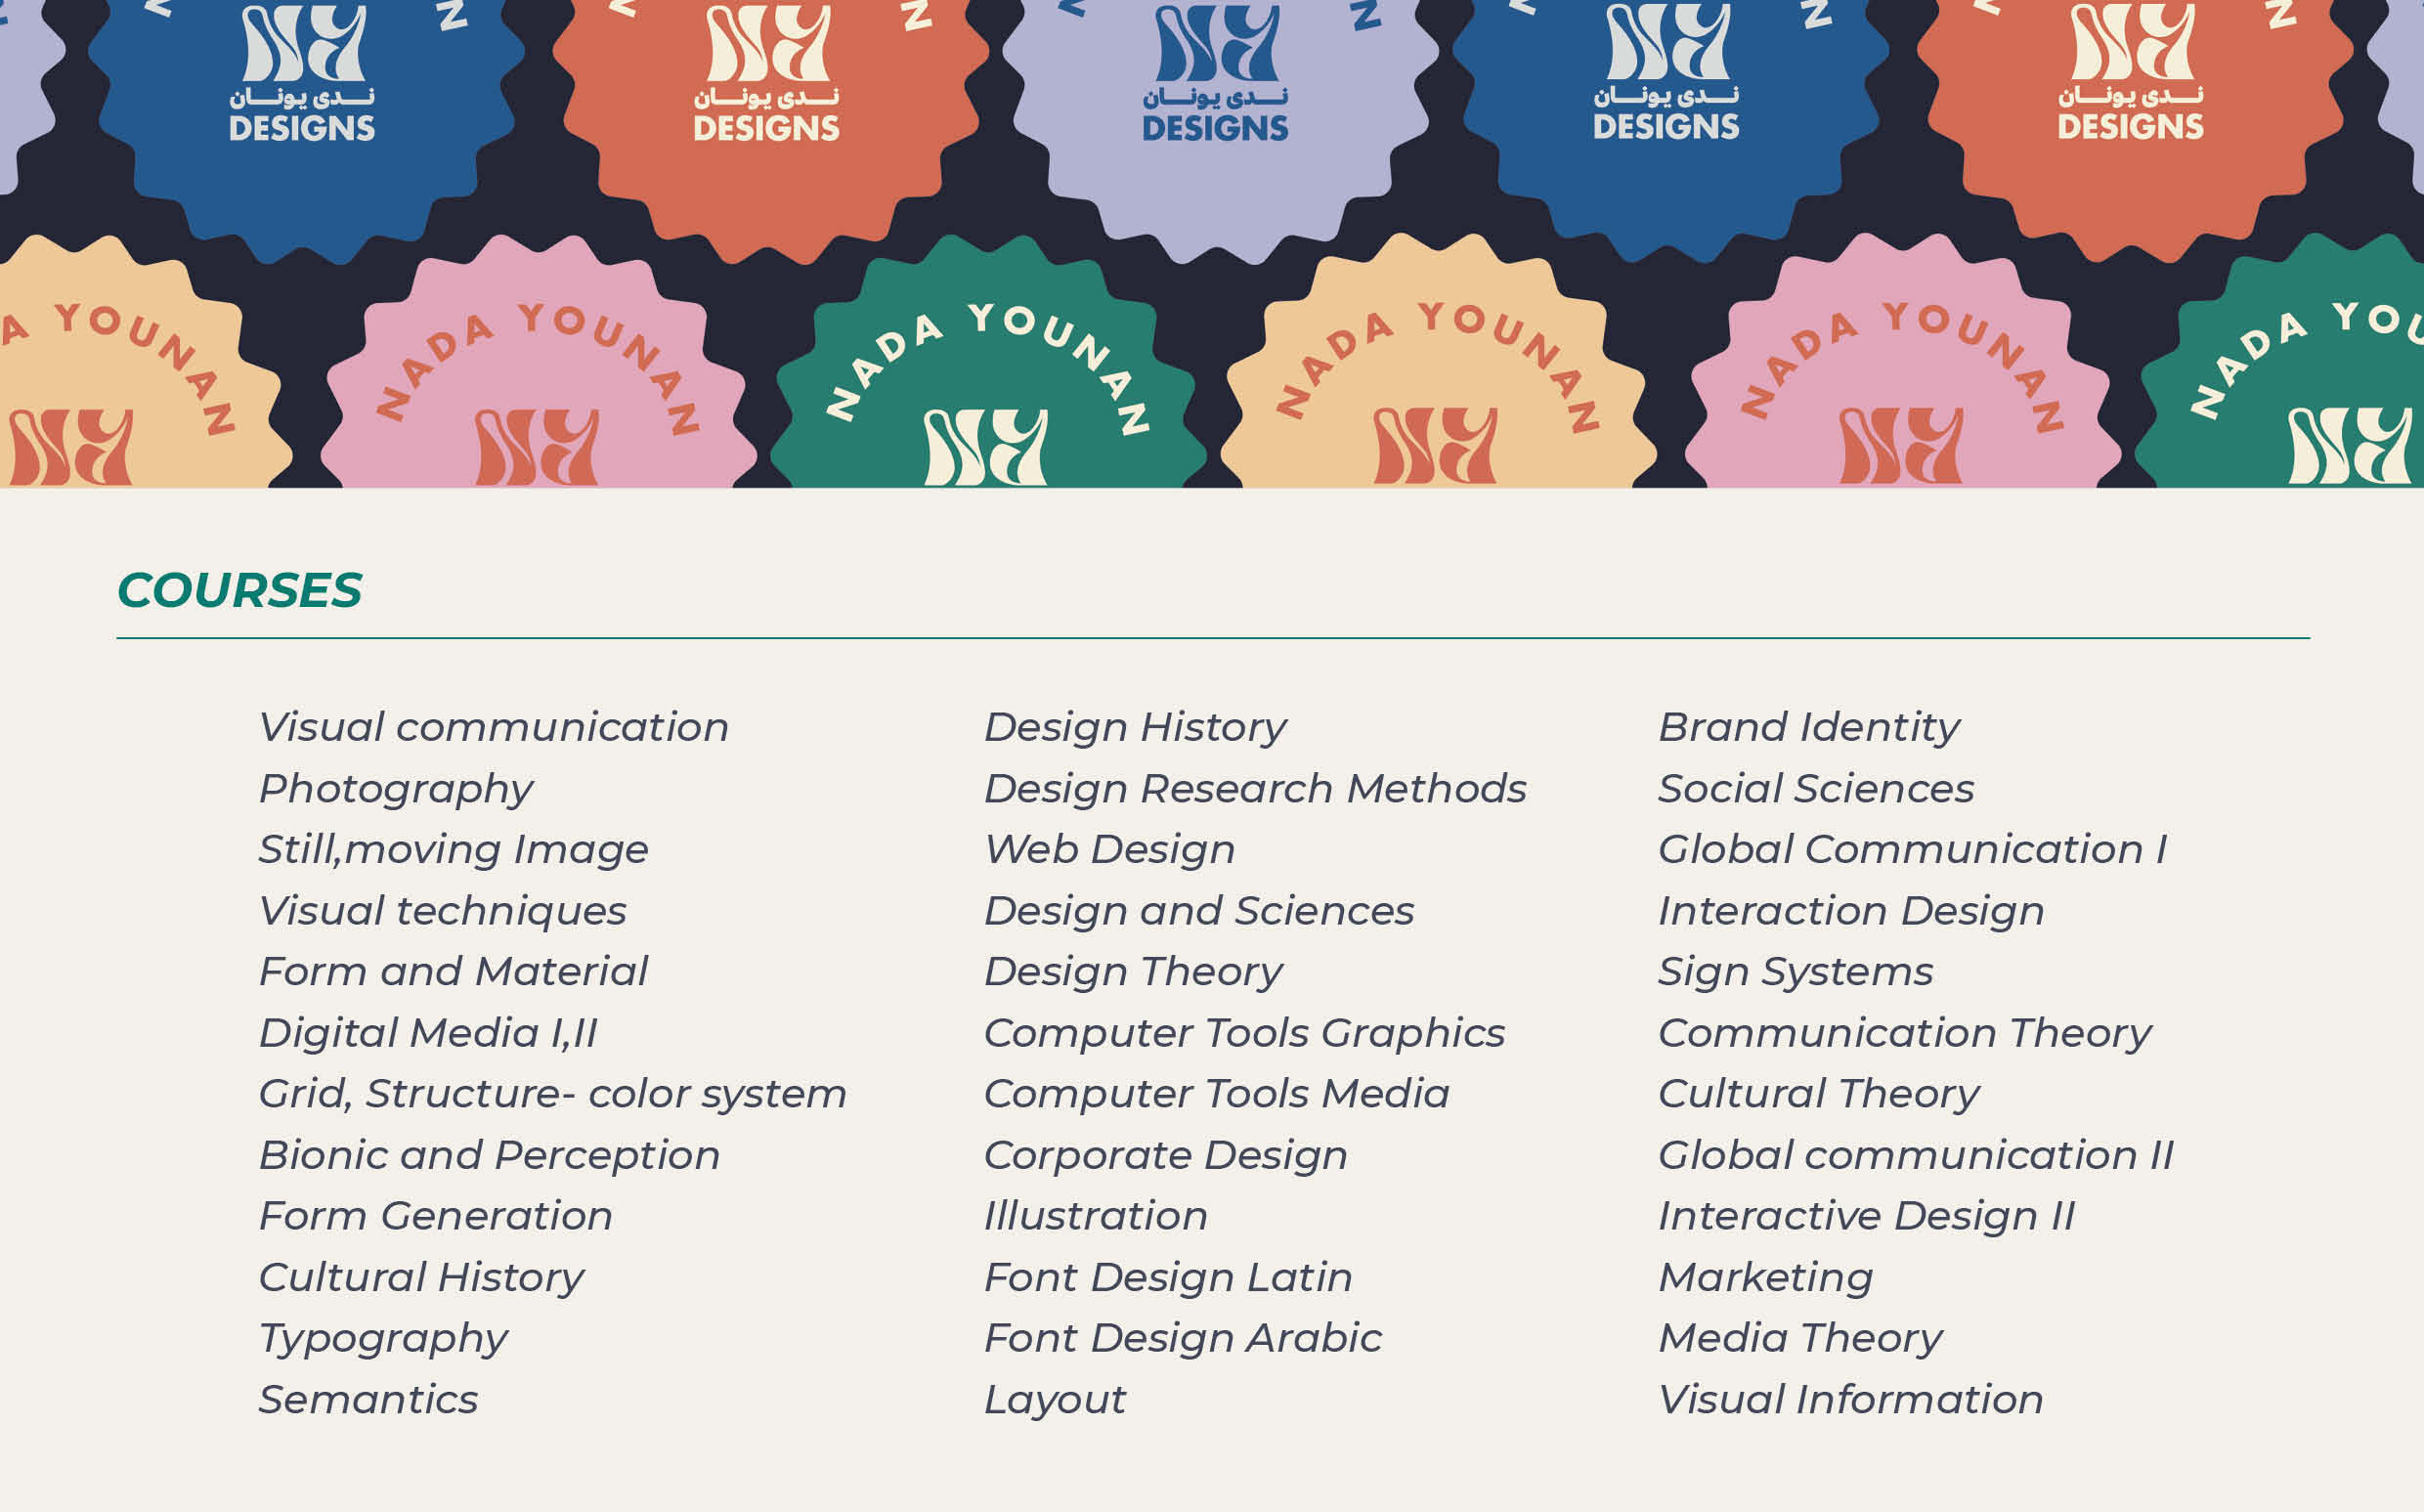 ندى يونان
DESIGNS
ندى يونان
DESIGNS
ندى يونان
DESIGNS
ندى يونان
DESIGNS
ندى يونان
DESIGNS
NADA YOUNAN
NADA YOUNAN
NADA YOUNAN
NADA YOUNAN
COURSES
Visual communication
Photography
Still,moving Image
Visual techniques
Form and Material
Digital Media I,II
Grid, Structure- color system
Bionic and Perception
Form Generation
Cultural History
Typography
Semantics
Design History
Design Research Methods
Web Design
Design and Sciences
Design Theory
Computer Tools Graphics
Computer Tools Media
Corporate Design
Illustration
Font Design Latin
Font Design Arabic
Layout
Brand Identity
Social Sciences
Global Communication I
Interaction Design
Sign Systems
Communication Theory
Cultural Theory
Global communication II
Interactive Design II
Marketing
Media Theory
Visual Information